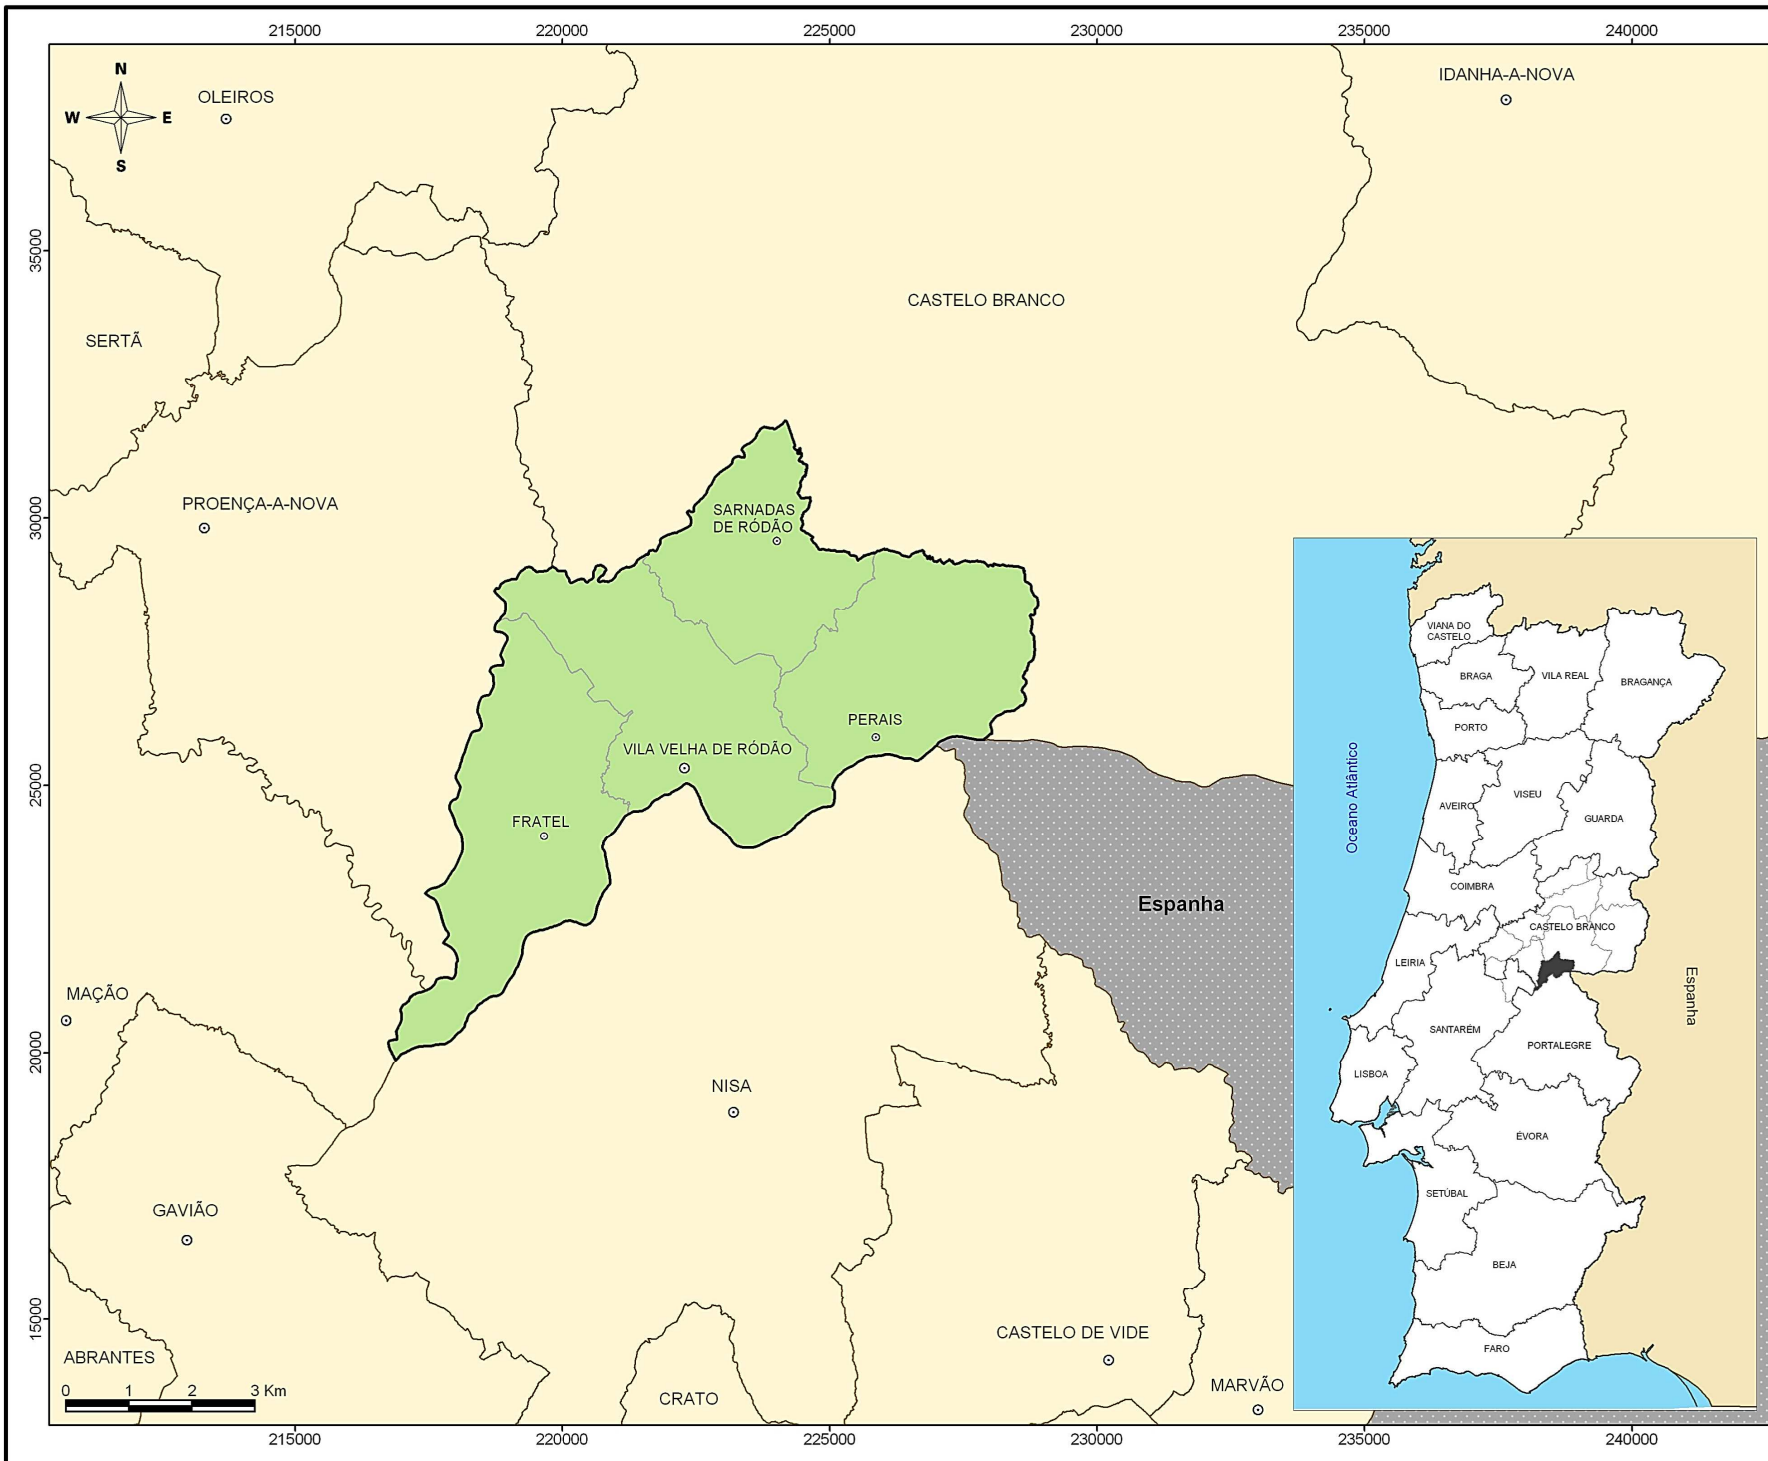 215000
220000
225000
230000
235000
240000
N
W
E
S
OLEIROS
IDANHA-A-NOVA
35000
CASTELO BRANCO
SERTÃ
PROENÇA-A-NOVA
30000
SARNADAS
DE RÓDÃO
PERAIS
VILA VELHA DE RÓDÃO
25000
FRATEL
Espanha
MAÇÃO
20000
NISA
GAVIÃO
15000
CASTELO DE VIDE
ABRANTES
MARVÃO
CRATO
0
1
2
3 Km
VIANA DO
CASTELO
BRAGA
VILA REAL
BRAGANÇA
PORTO
Oceano Atlântico
AVEIRO
VISEU
GUARDA
COIMBRA
CASTELO BRANCO
LEIRIA
Espanha
SANTARÉM
PORTALEGRE
LISBOA
ÉVORA
SETÚBAL
BEJA
FARO
215000
220000
225000
230000
235000
240000